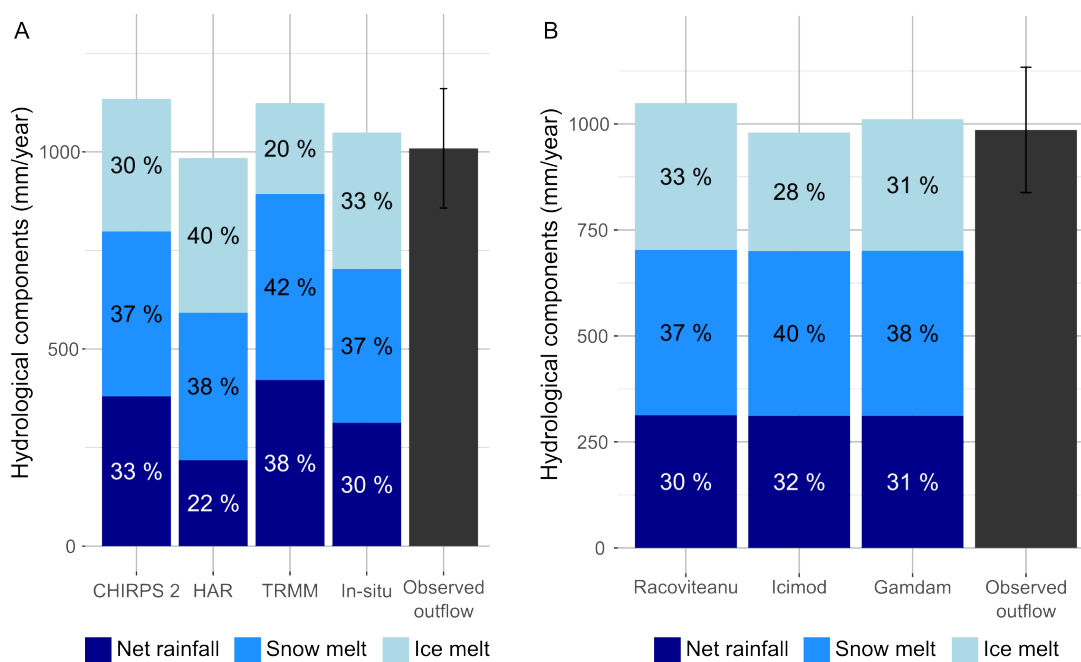 A
Hydrological components (mm/year)
1000
500
0
30 %
40 %
20 %
33 %
37 %
38 %
42 %
37 %
33 %
22 %
38 %
30 %
CHIRPS 2
HAR
TRMM
In-situ
Observed
outflow
Net rainfall
Snow melt
Ice melt
B
Hydrological components (mm/year)
1000
750
500
250
0
33 %
28 %
31 %
37 %
40 %
38 %
30 %
32 %
31 %
Racoviteanu
Icimod
Gamdam
Observed
outflow
Net rainfall
Snow melt
Ice melt